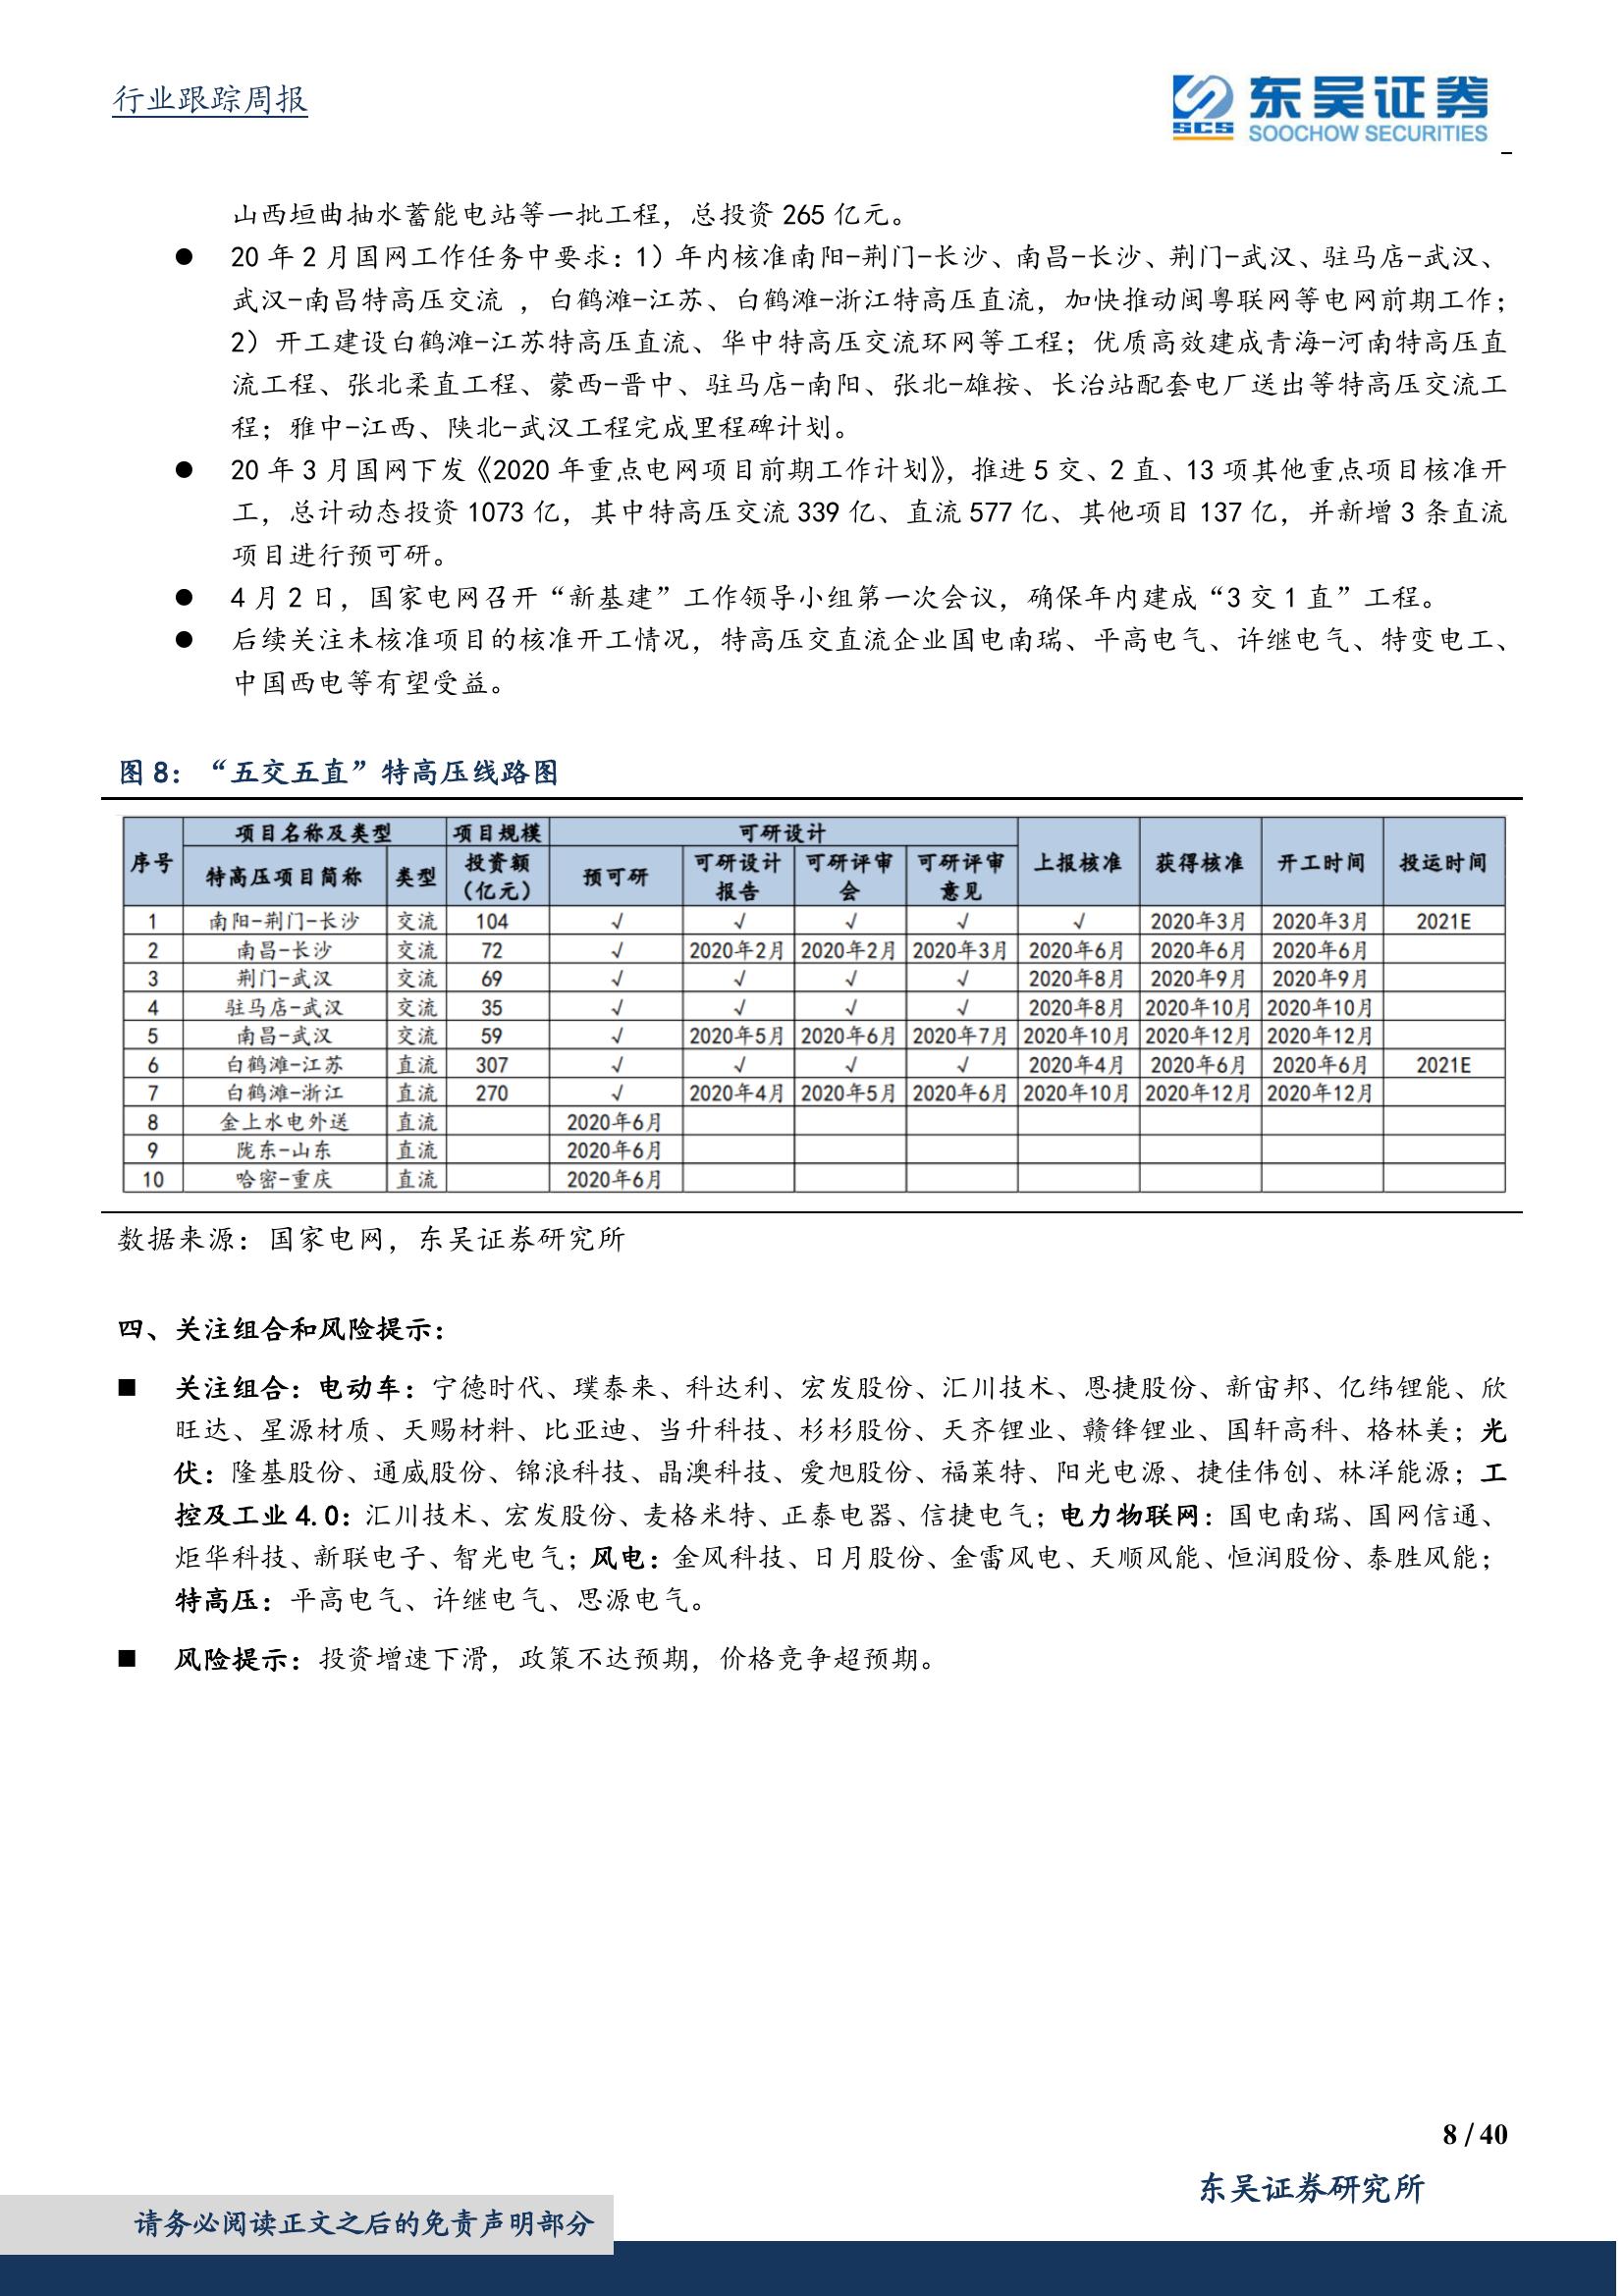 行业跟踪周报
SCS 东吴证券
SOOCHOW SECURITIES
山西垣曲抽水蓄能电站等一批工程，总投资 265 亿元。
● 20 年 2 月国网工作任务中要求：1）年内核准南阳-荆门-长沙、南昌-长沙、荆门-武汉、驻马店-武汉、
武汉-南昌特高压交流 ，白鹤滩-江苏、白鹤滩-浙江特高压直流，加快推动闽粤联网等电网前期工作；
2）开工建设白鹤滩-江苏特高压直流、华中特高压交流环网等工程；优质高效建成青海-河南特高压直
流工程、张北柔直工程、蒙西-晋中、驻马店-南阳、张北-雄按、长治站配套电厂送出等特高压交流工
程；雅中-江西、陕北-武汉工程完成里程碑计划。
● 20 年 3 月国网下发《2020 年重点电网项目前期工作计划》，推进 5 交、2 直、13 项其他重点项目核准开
工，总计动态投资 1073 亿，其中特高压交流 339 亿、直流 577 亿、其他项目 137 亿，并新增 3 条直流
项目进行预可研。
● 4 月 2 日，国家电网召开“新基建”工作领导小组第一次会议，确保年内建成“3 交 1 直”工程。
● 后续关注未核准项目的核准开工情况，特高压交直流企业国电南瑞、平高电气、许继电气、特变电工、
中国西电等有望受益。
图 8：“五交五直”特高压线路图
序号 项目名称及类型 项目规模 可研设计 上报核准 获得核准 开工时间 投运时间
特高压项目简称 类型 投资额（亿元） 预可研 可研设计报告 可研评审会 可研评审意见
1 南阳-荆门-长沙 交流 104 √ √ √ √ √ 2020年3月 2020年3月 2021E
2 南昌-长沙 交流 72 √ 2020年2月 2020年2月 2020年3月 2020年6月 2020年6月 2020年6月
3 荆门-武汉 交流 69 √ √ √ √ 2020年8月 2020年9月 2020年9月
4 驻马店-武汉 交流 35 √ √ √ √ 2020年8月 2020年10月 2020年10月
5 南昌-武汉 交流 59 √ 2020年5月 2020年6月 2020年7月 2020年10月 2020年12月 2020年12月
6 白鹤滩-江苏 直流 307 √ √ √ √ 2020年4月 2020年6月 2020年6月 2021E
7 白鹤滩-浙江 直流 270 √ 2020年4月 2020年5月 2020年6月 2020年10月 2020年12月 2020年12月
8 金上水电外送 直流 2020年6月
9 陇东-山东 直流 2020年6月
10 哈密-重庆 直流 2020年6月
数据来源：国家电网，东吴证券研究所
四、关注组合和风险提示：
■ 关注组合：电动车：宁德时代、璞泰来、科达利、宏发股份、汇川技术、恩捷股份、新宙邦、亿纬锂能、欣
旺达、星源材质、天赐材料、比亚迪、当升科技、杉杉股份、天齐锂业、赣锋锂业、国轩高科、格林美；光
伏：隆基股份、通威股份、锦浪科技、晶澳科技、爱旭股份、福莱特、阳光电源、捷佳伟创、林洋能源；工
控及工业 4.0：汇川技术、宏发股份、麦格米特、正泰电器、信捷电气；电力物联网：国电南瑞、国网信通、
炬华科技、新联电子、智光电气；风电：金风科技、日月股份、金雷风电、天顺风能、恒润股份、泰胜风能；
特高压：平高电气、许继电气、思源电气。
■ 风险提示：投资增速下滑，政策不达预期，价格竞争超预期。
8 / 40
东吴证券研究所
请务必阅读正文之后的免责声明部分